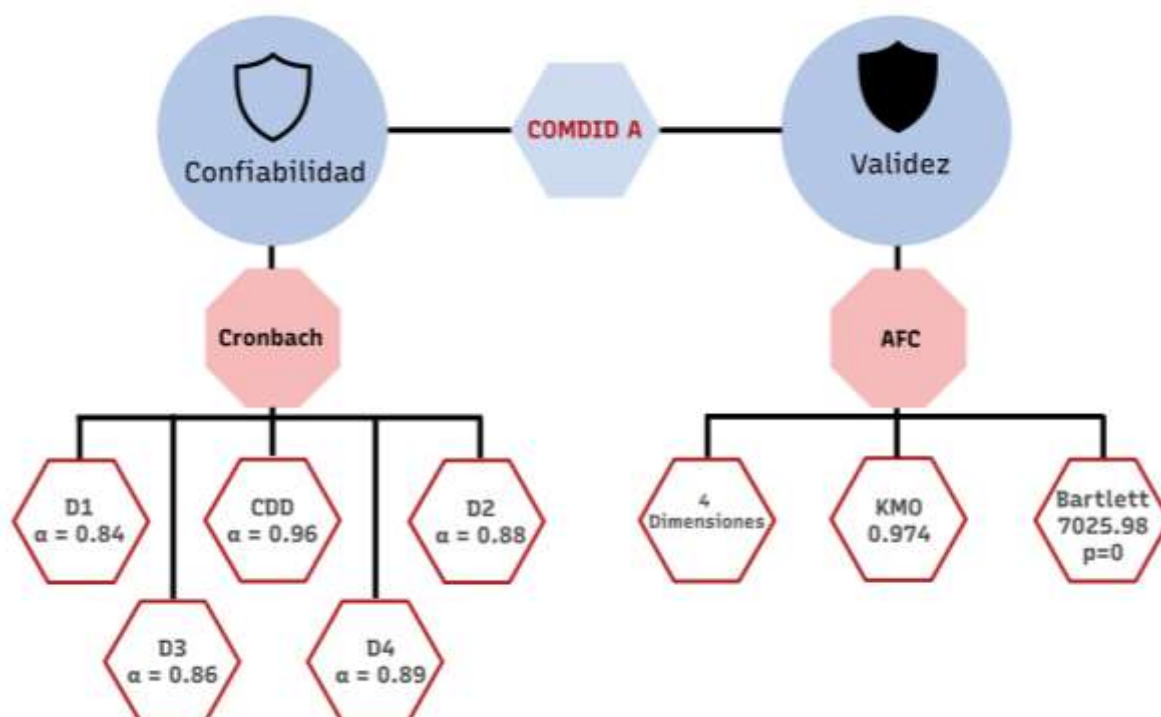 Confiabilidad
COMDID A
Validez
Cronbach
AFC
D1
α = 0.84
CDD
α = 0.96
D2
α = 0.88
D3
α = 0.86
D4
α = 0.89
4
Dimensiones
KMO
0.974
Bartlett
7025.98
p=0